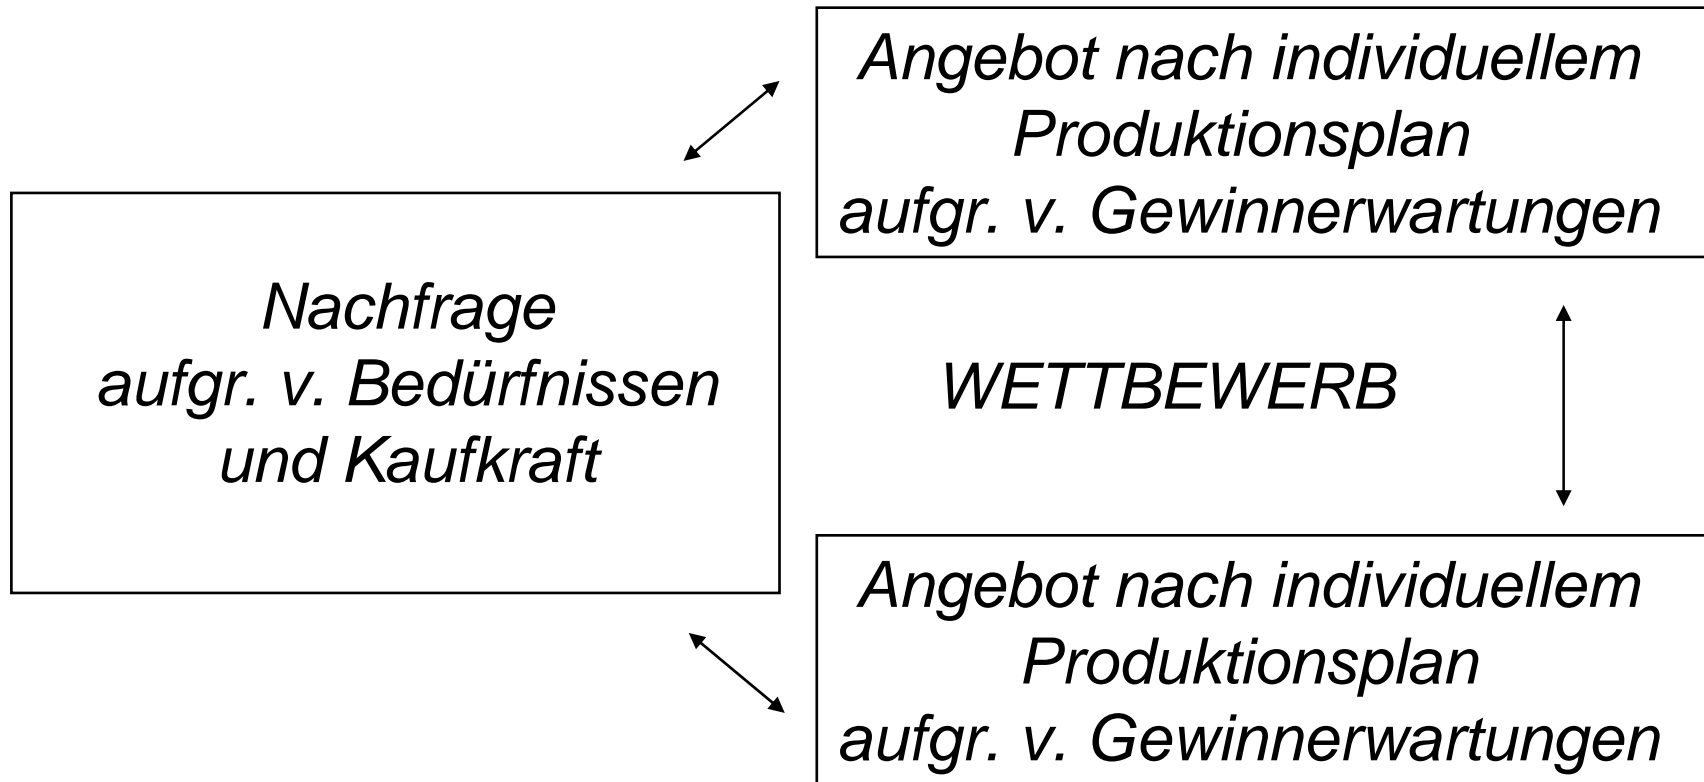 Angebot nach individuellem
Produktionsplan
aufgr. v. Gewinnerwartungen
Nachfrage
aufgr. v. Bedürfnissen
und Kaufkraft
WETTBEWERB
Angebot nach individuellem
Produktionsplan
aufgr. v. Gewinnerwartungen